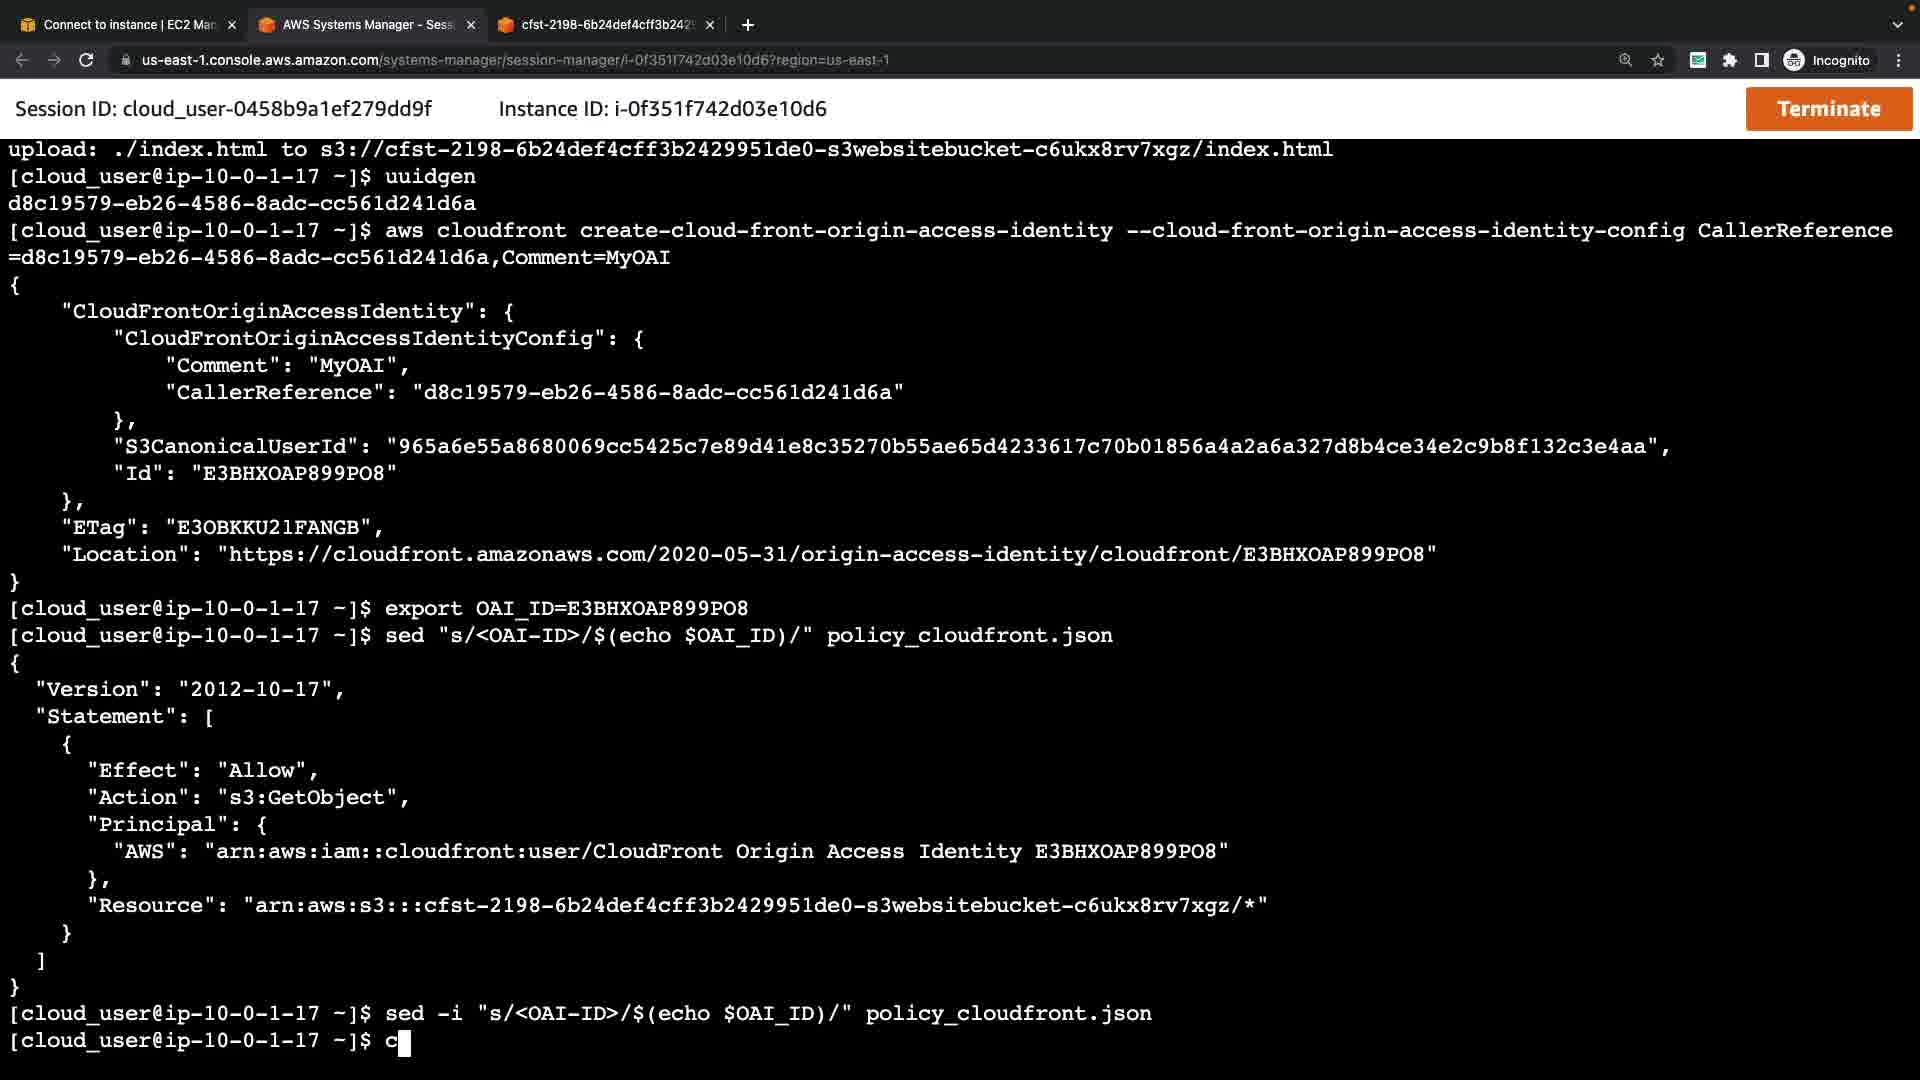 Connect to instance | EC2 Man
AWS Systems Manager - Sess
cfst-2198-6b24def4cff3b2429
us-east-1.console.aws.amazon.com/systems-manager/session-manager/i-0f351f742d03e10d6?region=us-east-1
Incognito
Session ID: cloud_user-0458b9a1ef279dd9f Instance ID: i-0f351f742d03e10d6 Terminate
upload: ./index.html to s3://cfst-2198-6b24def4cff3b2429951de0-s3websitebucket-c6ukx8rv7xgz/index.html
[cloud_user@ip-10-0-1-17 ~]$ uuidgen
d8c19579-eb26-4586-8adc-cc561d241d6a
[cloud_user@ip-10-0-1-17 ~]$ aws cloudfront create-cloud-front-origin-access-identity --cloud-front-origin-access-identity-config CallerReference
=d8c19579-eb26-4586-8adc-cc561d241d6a,Comment=MyOAI
{
    "CloudFrontOriginAccessIdentity": {
        "CloudFrontOriginAccessIdentityConfig": {
            "Comment": "MyOAI",
            "CallerReference": "d8c19579-eb26-4586-8adc-cc561d241d6a"
        },
        "S3CanonicalUserId": "965a6e55a8680069cc5425c7e89d41e8c35270b55ae65d4233617c70b01856a4a2a6a327d8b4ce34e2c9b8f132c3e4aa",
        "Id": "E3BHXOAP899PO8"
    },
    "ETag": "E3OBKKU21FANGB",
    "Location": "https://cloudfront.amazonaws.com/2020-05-31/origin-access-identity/cloudfront/E3BHXOAP899PO8"
}
[cloud_user@ip-10-0-1-17 ~]$ export OAI_ID=E3BHXOAP899PO8
[cloud_user@ip-10-0-1-17 ~]$ sed "s/<OAI-ID>/$(echo $OAI_ID)/" policy_cloudfront.json
{
  "Version": "2012-10-17",
  "Statement": [
    {
      "Effect": "Allow",
      "Action": "s3:GetObject",
      "Principal": {
        "AWS": "arn:aws:iam::cloudfront:user/CloudFront Origin Access Identity E3BHXOAP899PO8"
      },
      "Resource": "arn:aws:s3:::cfst-2198-6b24def4cff3b2429951de0-s3websitebucket-c6ukx8rv7xgz/*"
    }
  ]
}
[cloud_user@ip-10-0-1-17 ~]$ sed -i "s/<OAI-ID>/$(echo $OAI_ID)/" policy_cloudfront.json
[cloud_user@ip-10-0-1-17 ~]$ c